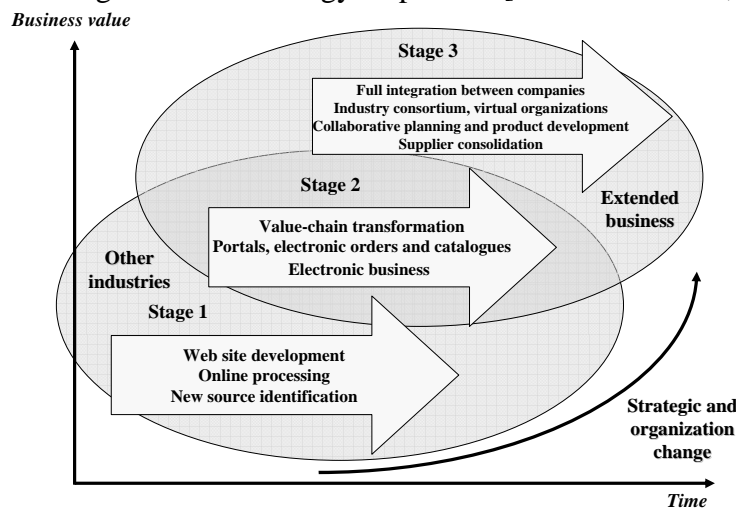 Business value
Stage 3
Full integration between companies
Industry consortium, virtual organizations
Collaborative planning and product development
Supplier consolidation
Stage 2
Extended
business
Value-chain transformation
Portals, electronic orders and catalogues
Electronic business
Other
industries
Stage 1
Web site development
Online processing
New source identification
Strategic and
organization
change
Time